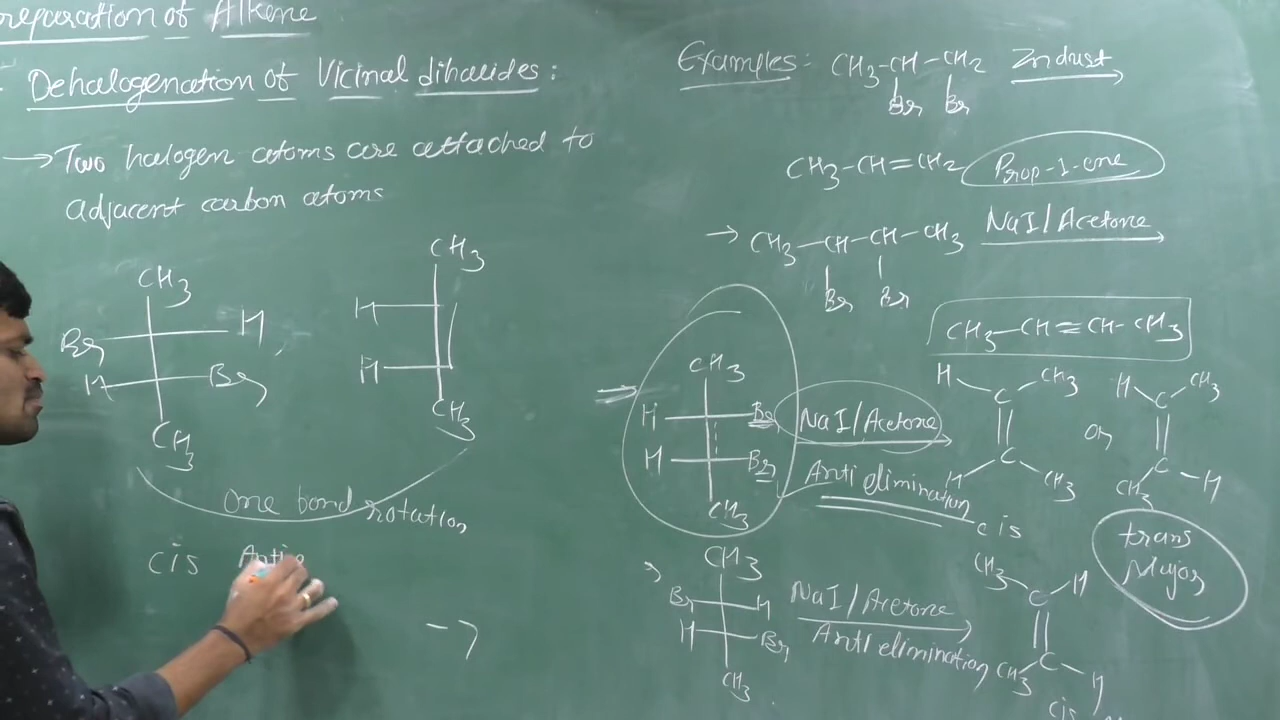 Preparation of Alkene
Dehalogenation of Vicinal dihalides :
→ Two halogen atoms are attached to
adjacent carbon atoms
CH3
Br H
H Br
CH3
CH3
H
H
CH3
One bond rotation
cis Anti
Examples: CH3-CH-CH2 Zn dust
Br Br
CH3-CH=CH2 Prop-1-ene
→ CH3-CH-CH-CH3 NaI/Acetone
Br Br
CH3-CH=CH-CH3
CH3
H Br
H Br
CH3
NaI/Acetone
Anti elimination
H CH3
C
C
H CH3
cis
Or
H CH3
C
C
CH3 H
trans
Major
CH3
Br H
H Br
CH3
NaI/Acetone
Anti elimination
CH3 H
C
C
CH3 H
cis